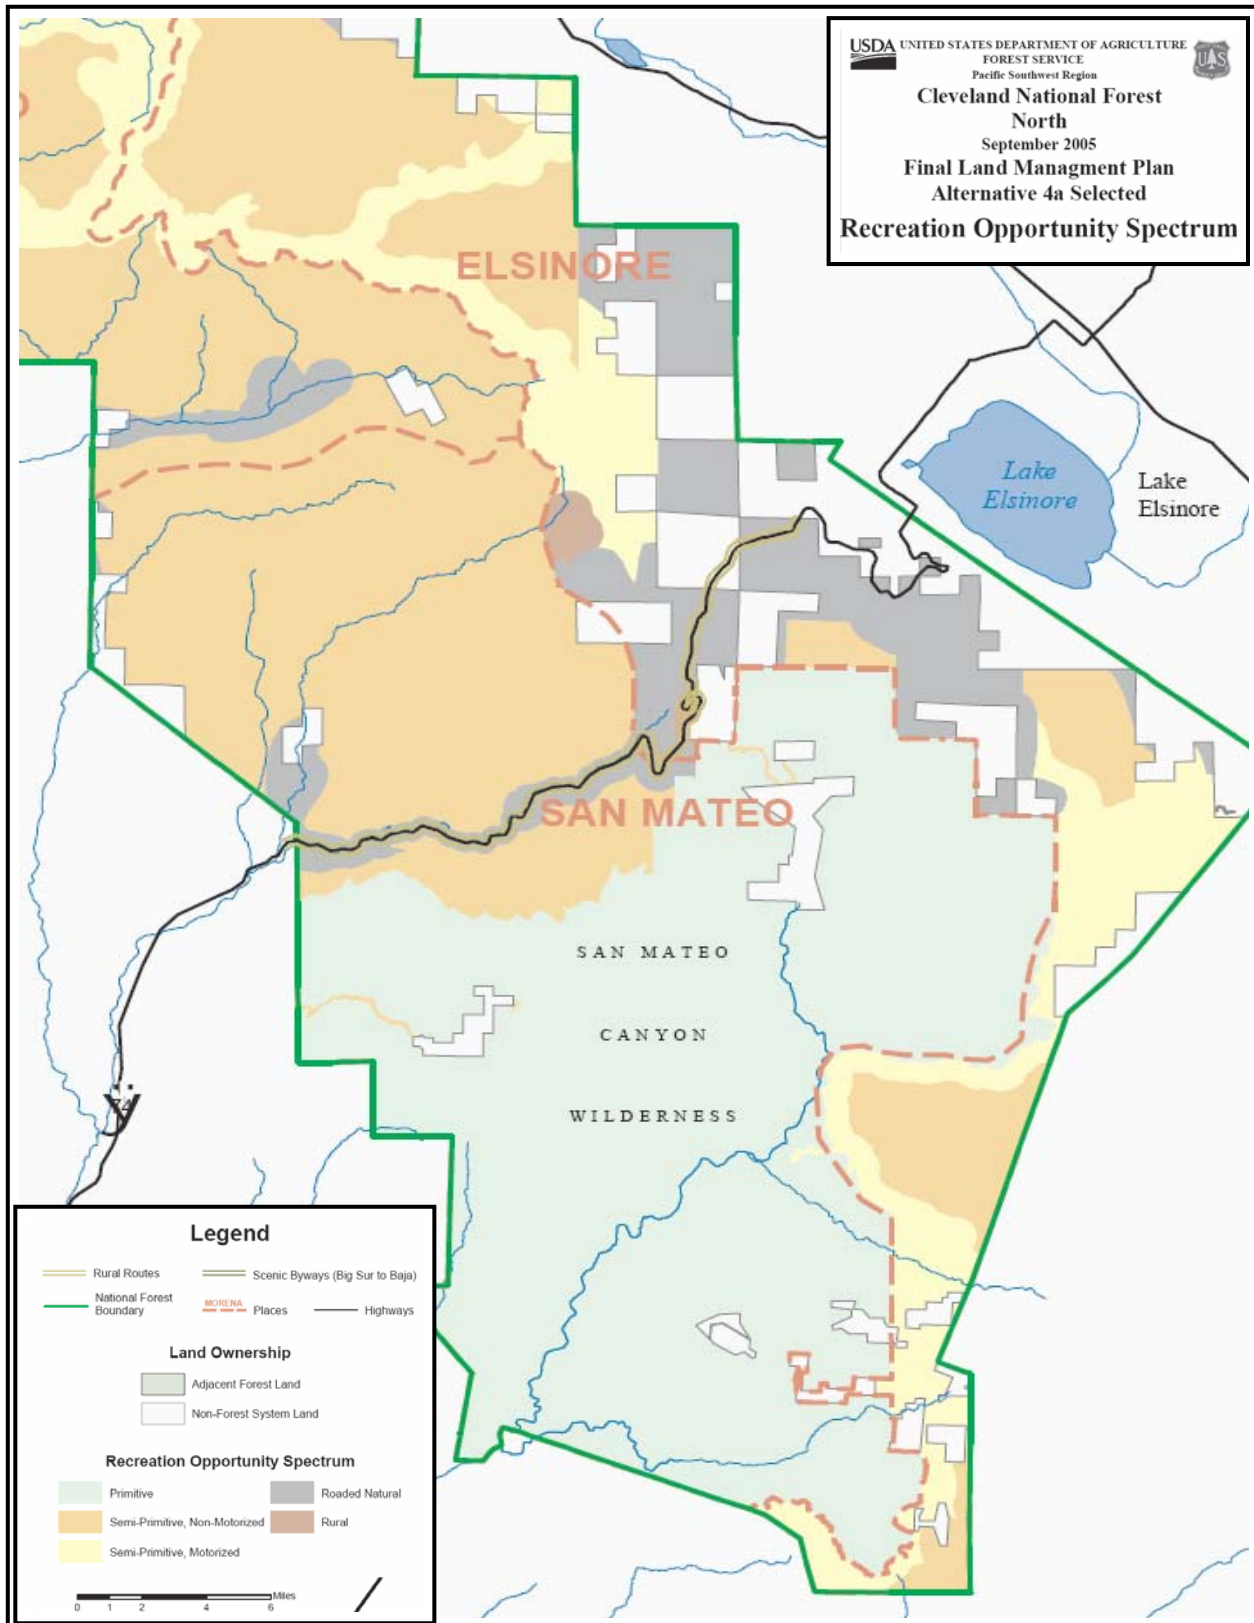 USDA
UNITED STATES DEPARTMENT OF AGRICULTURE
FOREST SERVICE
Pacific Southwest Region
Cleveland National Forest
North
September 2005
Final Land Managment Plan
Alternative 4a Selected
Recreation Opportunity Spectrum
ELSINORE
Lake
Elsinore
Lake
Elsinore
SAN MATEO
SAN MATEO
CANYON
WILDERNESS
74
Legend
Rural Routes
Scenic Byways (Big Sur to Baja)
National Forest
Boundary
MORENA
Places
Highways
Land Ownership
Adjacent Forest Land
Non-Forest System Land
Recreation Opportunity Spectrum
Primitive
Roaded Natural
Semi-Primitive, Non-Motorized
Rural
Semi-Primitive, Motorized
Miles
0 1 2 4 6